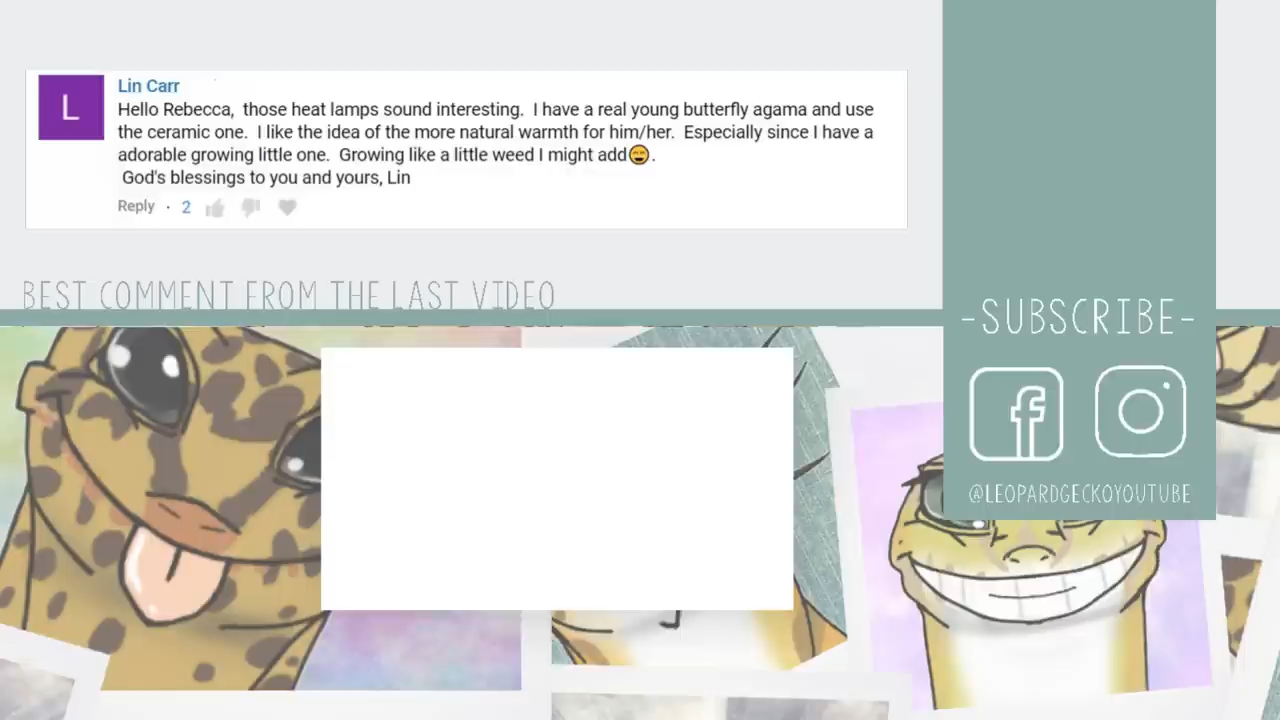 L
Lin Carr
Hello Rebecca, those heat lamps sound interesting. I have a real young butterfly agama and use
the ceramic one. I like the idea of the more natural warmth for him/her. Especially since I have a
adorable growing little one. Growing like a little weed I might add😄.
God's blessings to you and yours, Lin
Reply · 2
BEST COMMENT FROM THE LAST VIDEO
-SUBSCRIBE-
@LEOPARDGECKOYOUTUBE